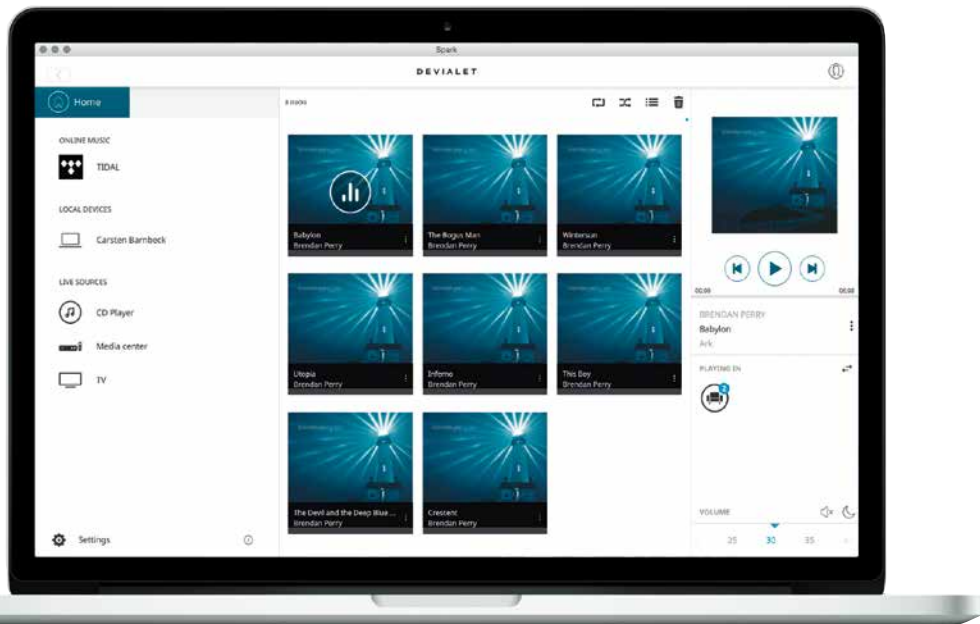 Spark
DEVIALET
Home
8 tracks
ONLINE MUSIC
TIDAL
LOCAL DEVICES
Carsten Barnbeck
LIVE SOURCES
CD Player
Media center
TV
Settings
Babylon
Brendan Perry
The Bogus Man
Brendan Perry
Wintersun
Brendan Perry
Utopia
Brendan Perry
Inferno
Brendan Perry
This Boy
Brendan Perry
The Devil and the Deep Blue ...
Brendan Perry
Crescent
Brendan Perry
00:00
BRENDAN PERRY
Babylon
Ark
PLAYING IN
2
VOLUME
25 30 35